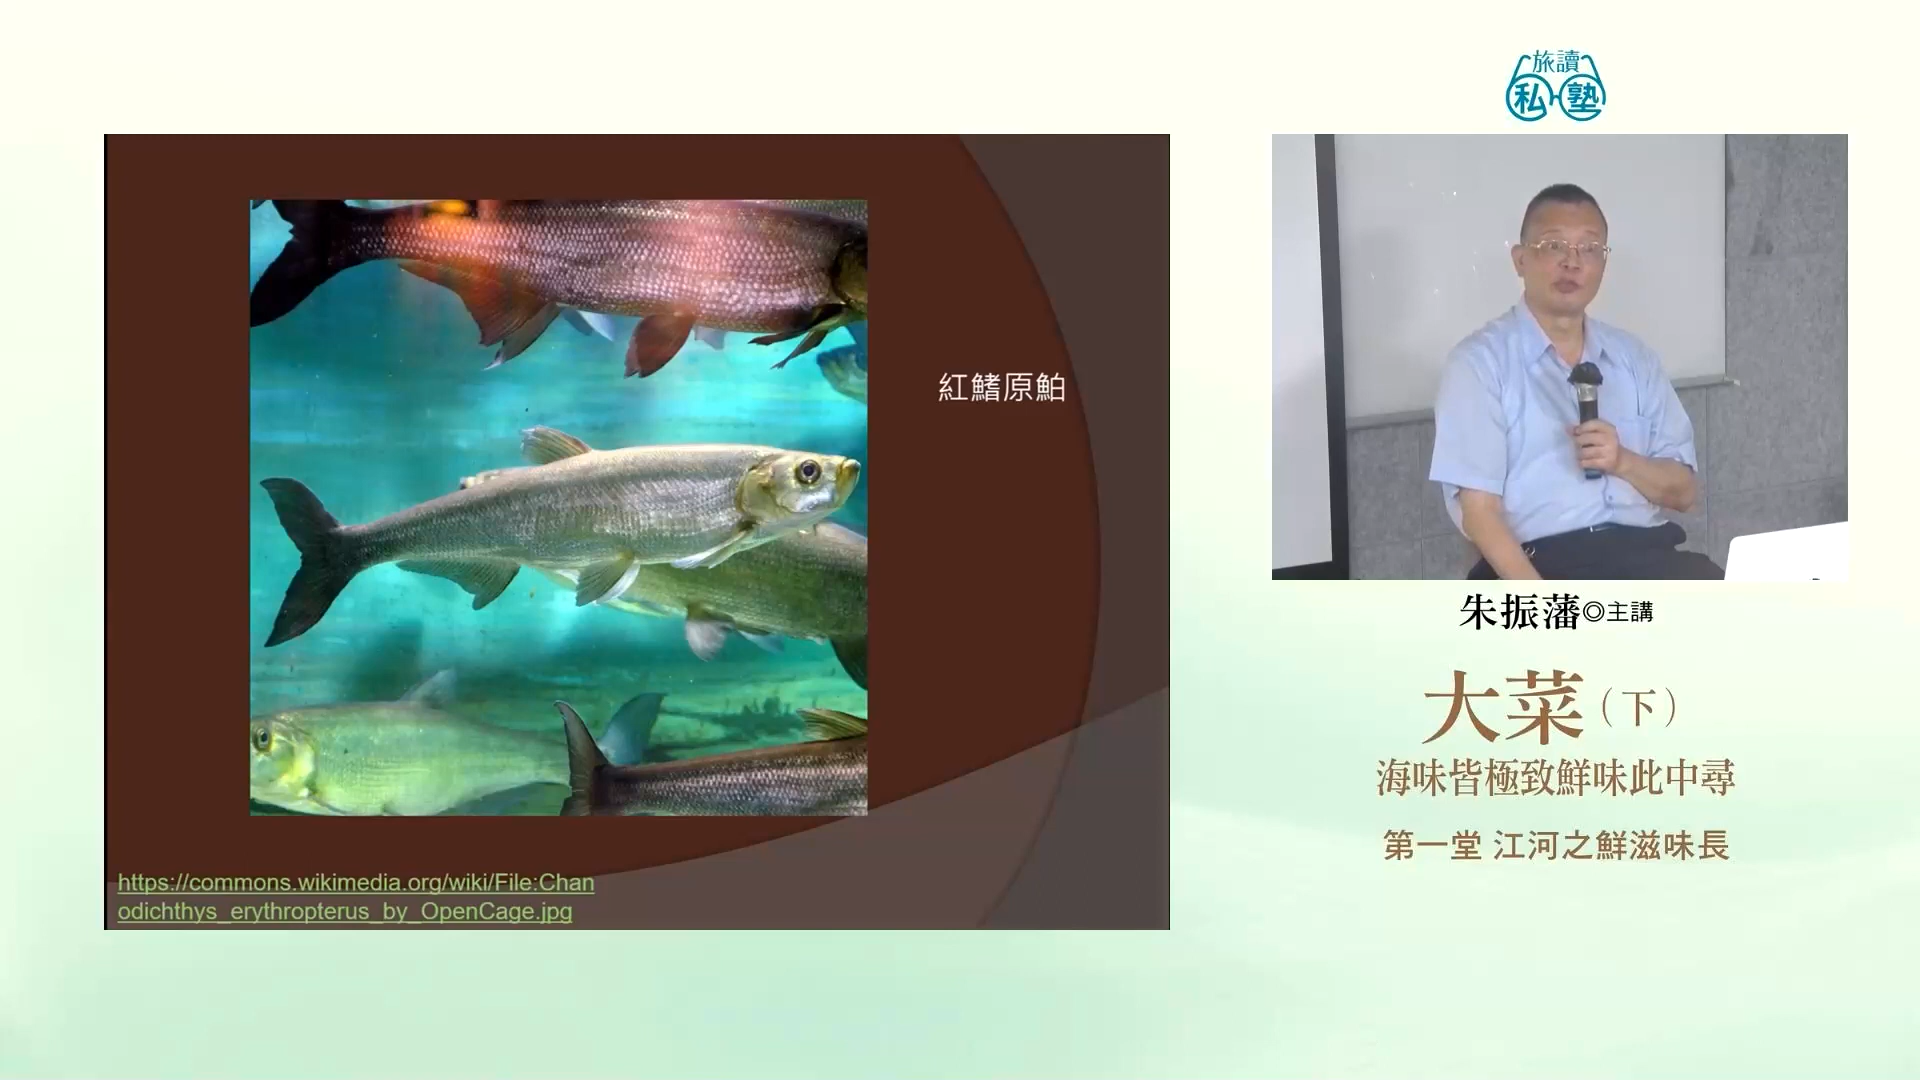 旅讀
私塾
紅鰭原鮊
https://commons.wikimedia.org/wiki/File:Chan
odichthys_erythropterus_by_OpenCage.jpg
朱振藩◎主講
大菜（下）
海味皆極致鮮味此中尋
第一堂 江河之鮮滋味長